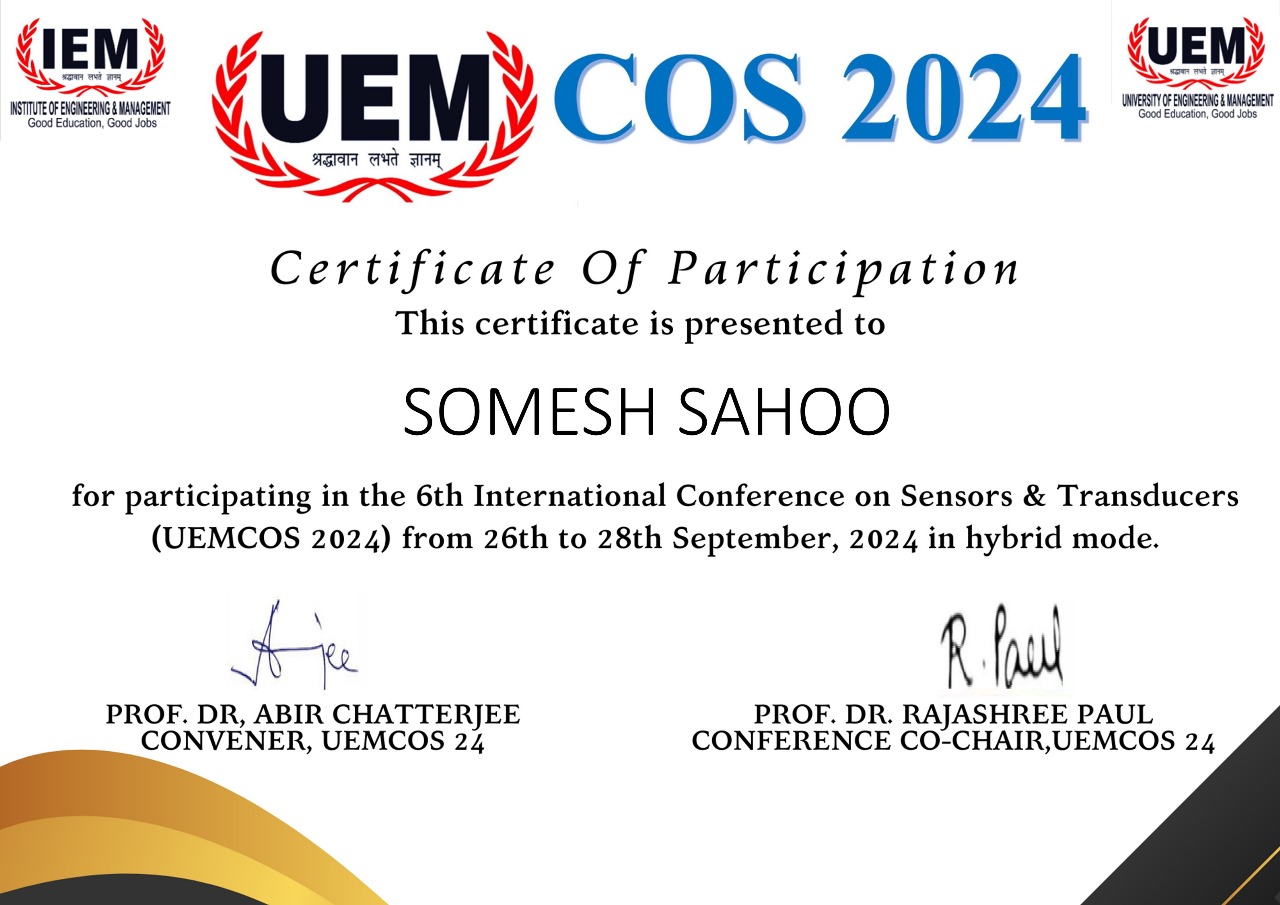 IEM
श्रद्धावान लभते ज्ञानम्
INSTITUTE OF ENGINEERING & MANAGEMENT
Good Education, Good Jobs
UEM COS 2024
श्रद्धावान लभते ज्ञानम्
UEM
श्रद्धावान लभते ज्ञानम्
UNIVERSITY OF ENGINEERING & MANAGEMENT
Good Education, Good Jobs
Certificate Of Participation
This certificate is presented to
SOMESH SAHOO
for participating in the 6th International Conference on Sensors & Transducers
(UEMCOS 2024) from 26th to 28th September, 2024 in hybrid mode.
R. Paul
PROF. DR, ABIR CHATTERJEE
CONVENER, UEMCOS 24
PROF. DR. RAJASHREE PAUL
CONFERENCE CO-CHAIR,UEMCOS 24